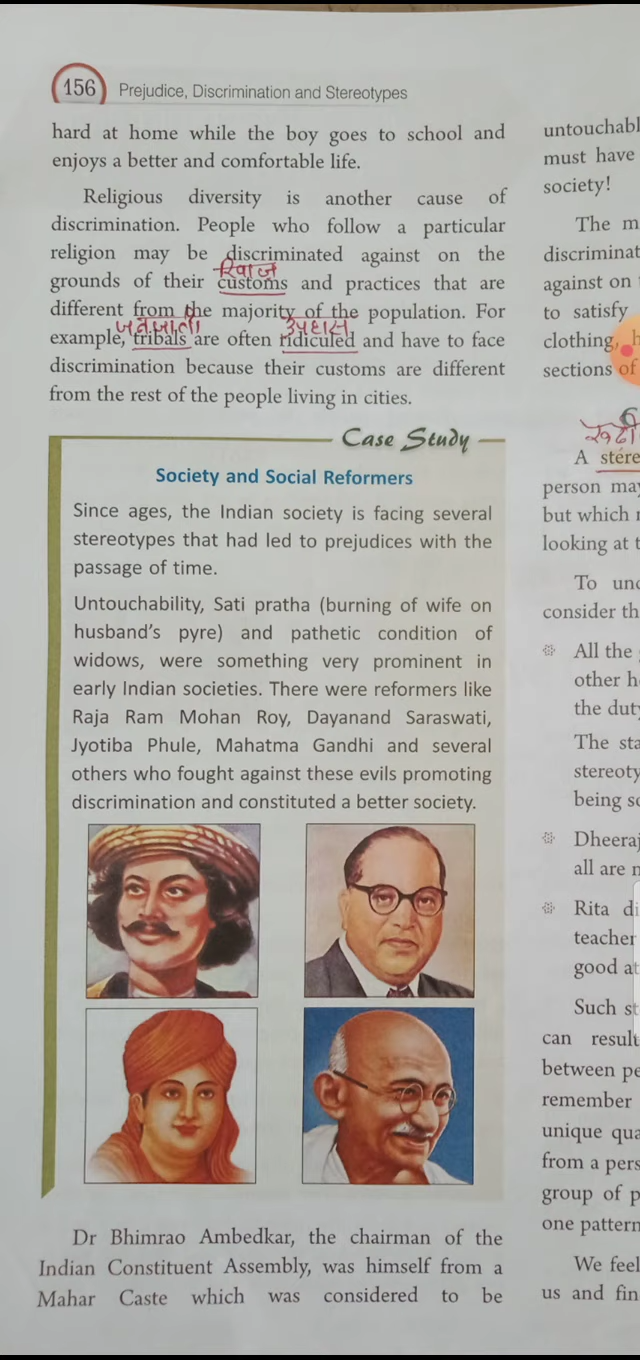 156 Prejudice, Discrimination and Stereotypes
hard at home while the boy goes to school and
enjoys a better and comfortable life.
Religious diversity is another cause of
discrimination. People who follow a particular
religion may be discriminated against on the
रिवाज
grounds of their customs and practices that are
different from the majority of the population. For
उपहास
example, tribals are often ridiculed and have to face
discrimination because their customs are different
from the rest of the people living in cities.
Case Study
Society and Social Reformers
Since ages, the Indian society is facing several
stereotypes that had led to prejudices with the
passage of time.
Untouchability, Sati pratha (burning of wife on
husband's pyre) and pathetic condition of
widows, were something very prominent in
early Indian societies. There were reformers like
Raja Ram Mohan Roy, Dayanand Saraswati,
Jyotiba Phule, Mahatma Gandhi and several
others who fought against these evils promoting
discrimination and constituted a better society.
Dr Bhimrao Ambedkar, the chairman of the
Indian Constituent Assembly, was himself from a
Mahar Caste which was considered to be
untouchabl
must have
society!
The m
discriminat
against on
to satisfy
clothing, h
sections of
6
A stere
person may
but which
looking at t
To und
consider th
All the
other h
the duty
The sta
stereoty
being so
Dheeraj
all are n
Rita di
teacher
good at
Such st
can result
between pe
remember
unique qua
from a pers
group of p
one pattern
We feel
us and fin